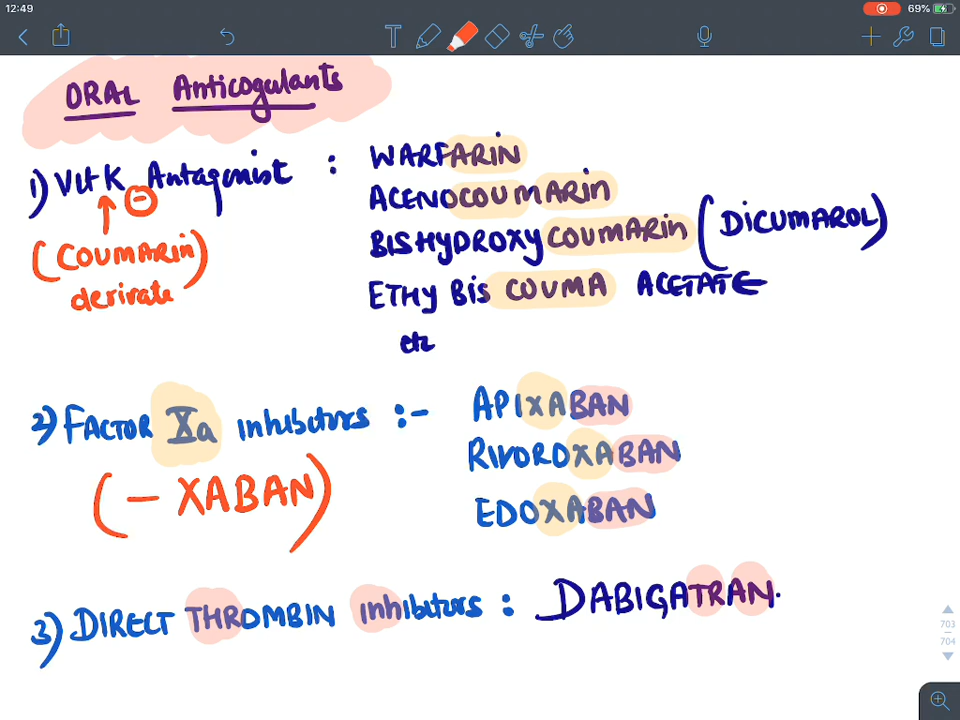 12:49
69%
ORAL Anticogulants
1) Vit K Antagonist : WARFARIN
(COUMARIN) derivate
ACENOCOUMARIN
BISHYDROXYCOUMARIN (DICUMAROL)
ETHY BIS COUMA ACETATE
etc
2) FACTOR Xa inhibitors :- APIXABAN
(- XABAN)
RIVOROXABAN
EDOXABAN
3) DIRECT THROMBIN inhibitors : DABIGATRAN.
703
704